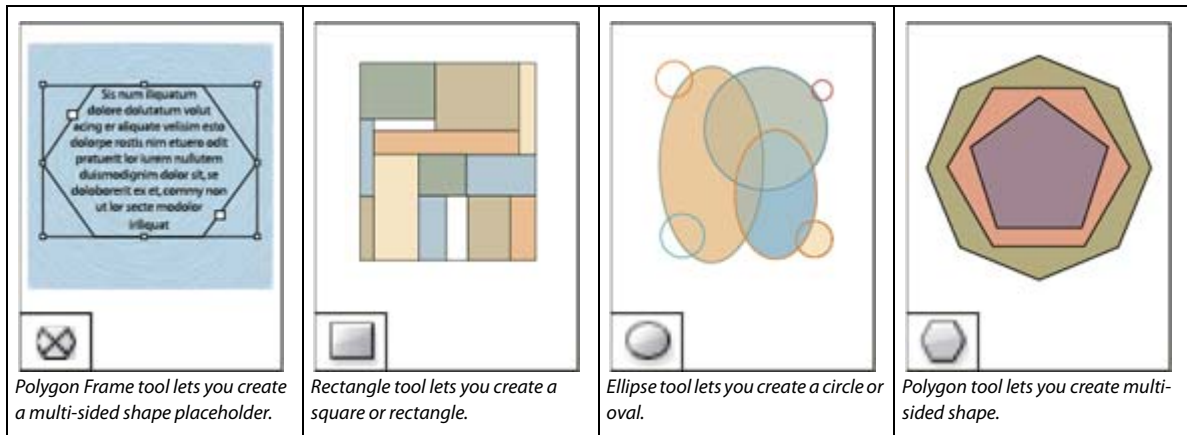 Sis num iliquatum
dolore dolutatum volut
acing er aliquate velisim esto
dolorpe rostis nim etuero odit
pratuerit lor iurem nullutem
duismodignim dolor sit, se
doloborerit ex et, commy non
ut lor secte modolor
iriliquat
Polygon Frame tool lets you create
a multi-sided shape placeholder.
Rectangle tool lets you create a
square or rectangle.
Ellipse tool lets you create a circle or
oval.
Polygon tool lets you create multi-
sided shape.